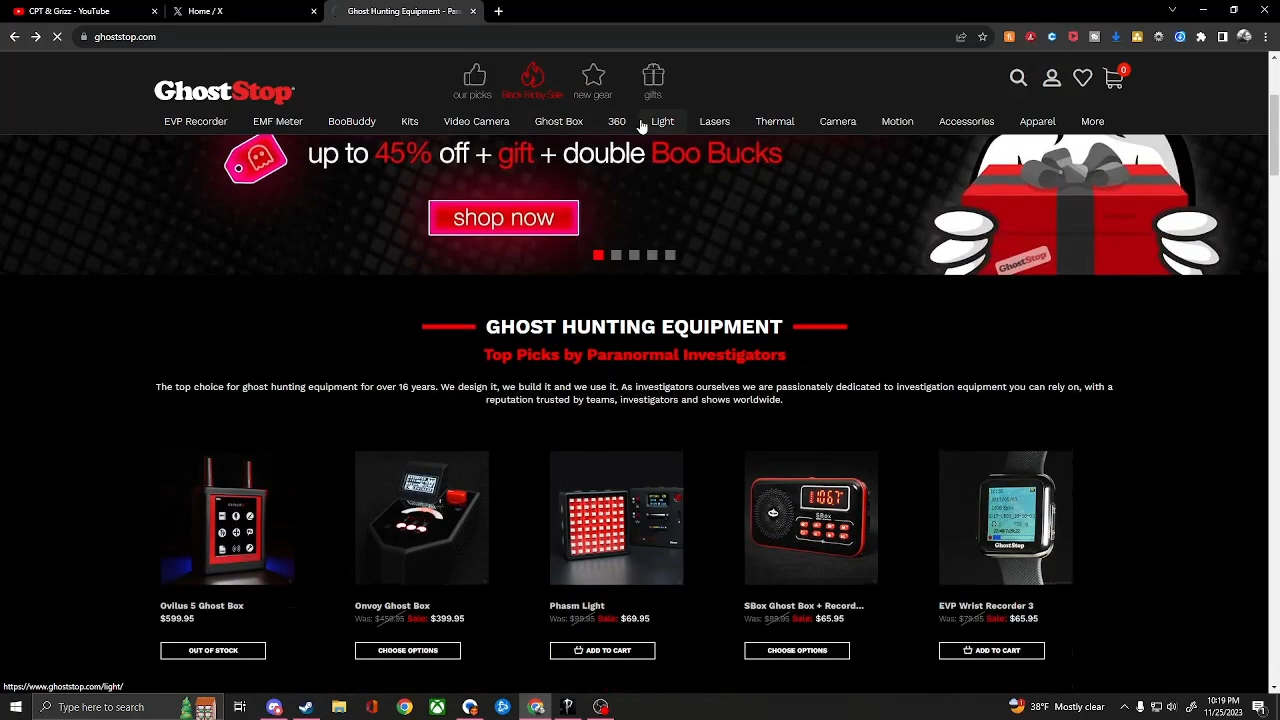 CPT & Grizz - YouTube
Home / X
Ghost Hunting Equipment - Par
ghoststop.com
GhostStop
our picks
Black Friday Sale
new gear
gifts
0
EVP Recorder
EMF Meter
BooBuddy
Kits
Video Camera
Ghost Box
360
Light
Lasers
Thermal
Camera
Motion
Accessories
Apparel
More
up to 45% off + gift + double Boo Bucks
shop now
GhostStop
GHOST HUNTING EQUIPMENT
Top Picks by Paranormal Investigators
The top choice for ghost hunting equipment for over 16 years. We design it, we build it and we use it. As investigators ourselves we are passionately dedicated to investigation equipment you can rely on, with a
reputation trusted by teams, investigators and shows worldwide.
106.7
SBox
GhostStop
Ovilus 5 Ghost Box
$599.95
OUT OF STOCK
Onvoy Ghost Box
Was: $459.95 Sale: $399.95
CHOOSE OPTIONS
Phasm Light
Was: $99.95 Sale: $69.95
ADD TO CART
SBox Ghost Box + Record...
Was: $89.95 Sale: $65.95
CHOOSE OPTIONS
EVP Wrist Recorder 3
Was: $79.95 Sale: $65.95
ADD TO CART
https://www.ghoststop.com/light/
Type here to search
38°F Mostly clear
10:19 PM
11/25/2023